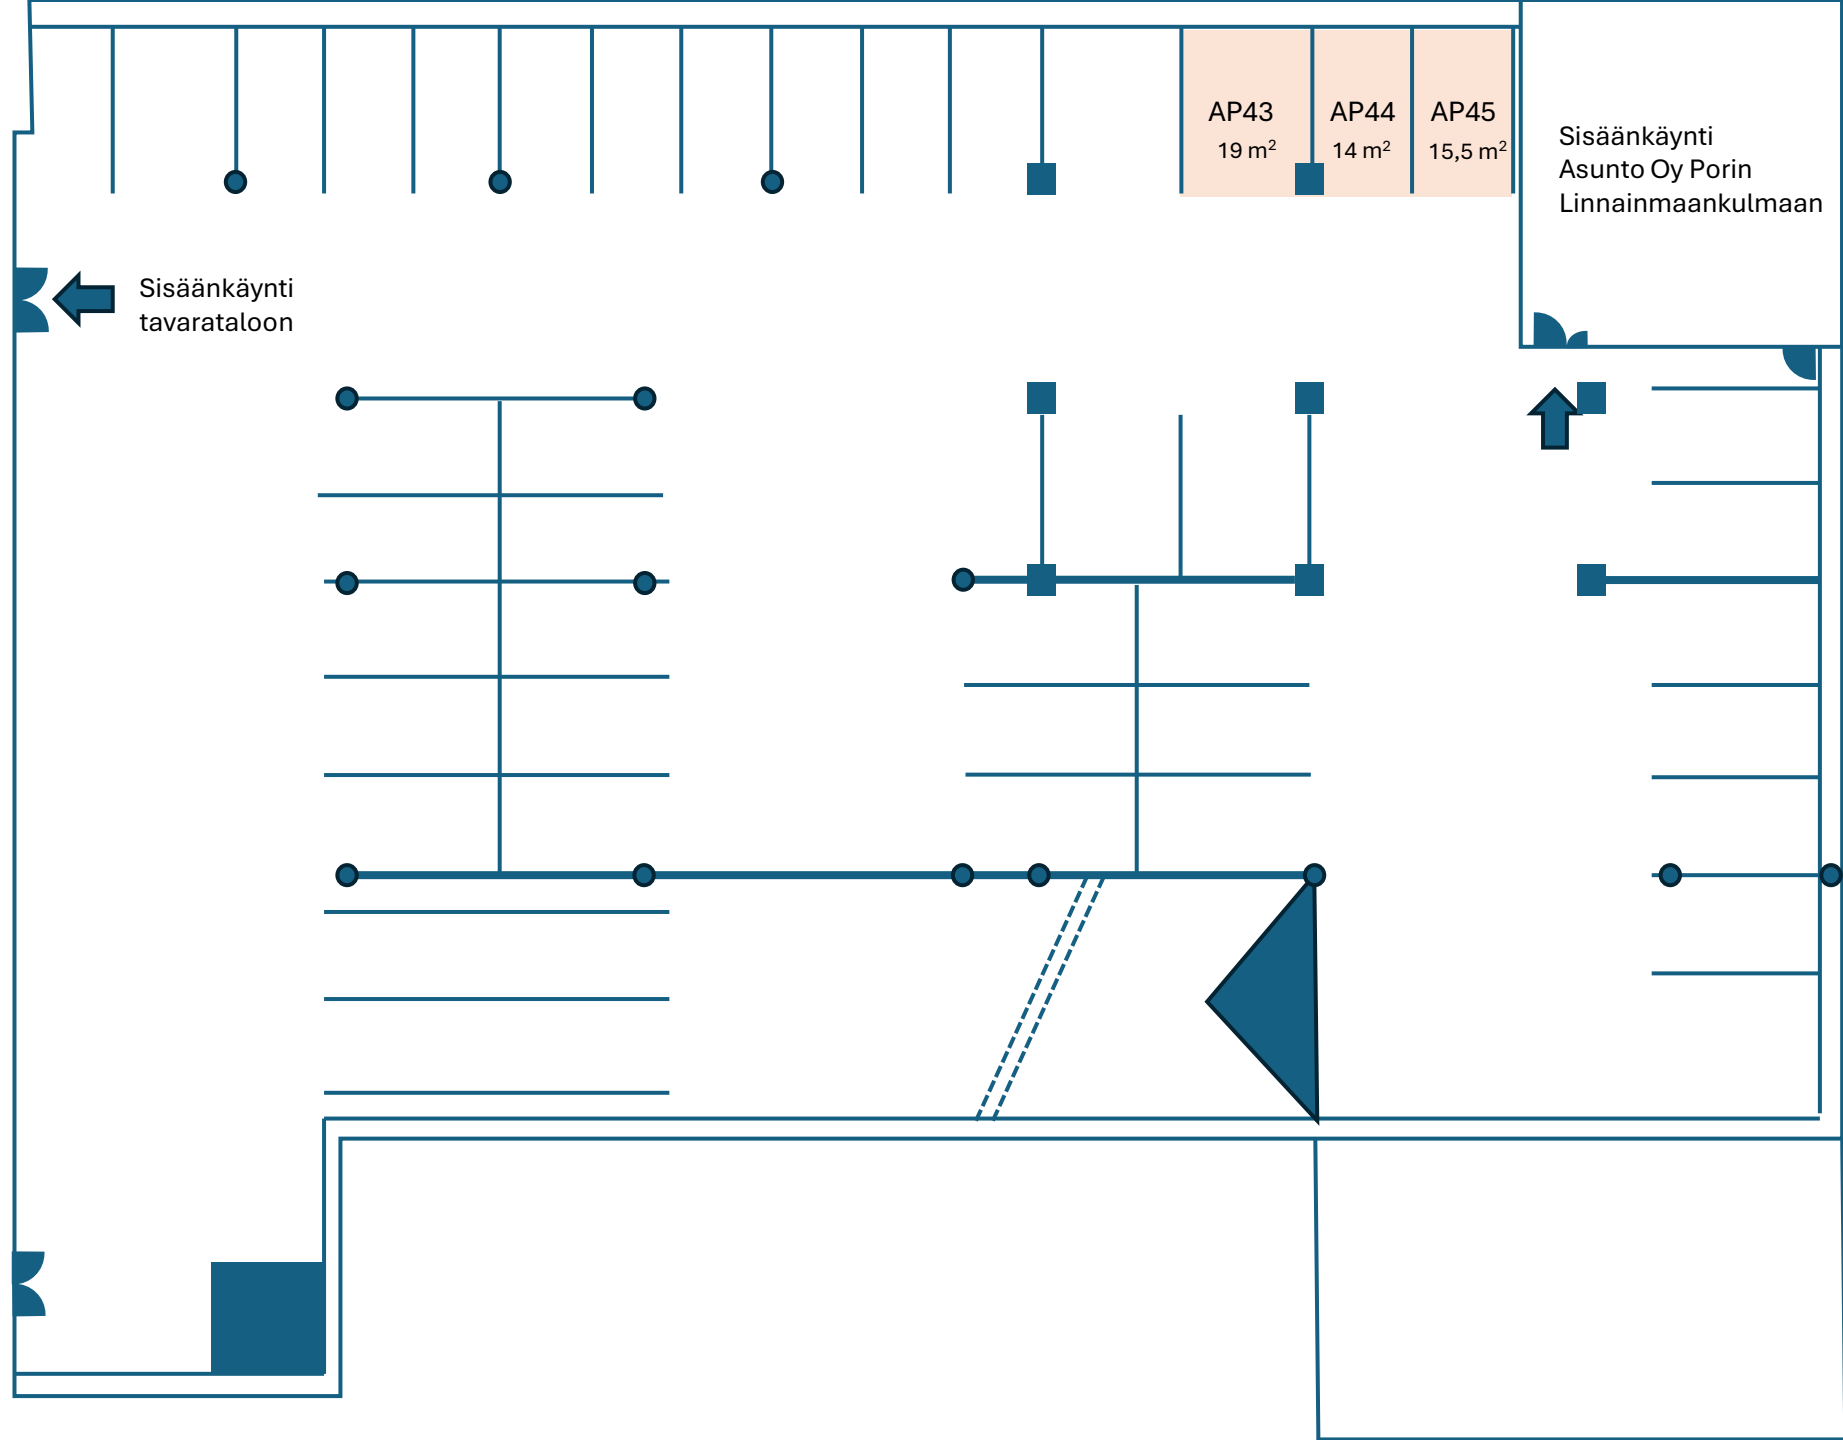 AP43
19 m²
AP44
14 m²
AP45
15,5 m²
Sisäänkäynti
Asunto Oy Porin
Linnainmaankulmaan
Sisäänkäynti
tavarataloon